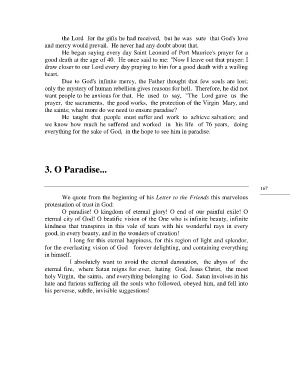 the Lord for the gifts he had received, but he was sure that God's love
and mercy would prevail. He never had any doubt about that.
He began saying every day Saint Leonard of Port Maurice's prayer for a
good death at the age of 40. He once said to me: "Now I leave out that prayer: I
draw closer to our Lord every day praying to him for a good death with a wailing
heart.
Due to God's infinite mercy, the Father thought that few souls are lost;
only the mystery of human rebellion gives reasons for hell. Therefore, he did not
want people to be anxious for that. He used to say, "The Lord gave us the
prayer, the sacraments, the good works, the protection of the Virgin Mary, and
the saints; what more do we need to ensure paradise?
He taught that people must suffer and work to achieve salvation; and
we know how much he suffered and worked in his life of 76 years, doing
everything for the sake of God, in the hope to see him in paradise.
3. O Paradise...
167
We quote from the beginning of his Letter to the Friends this marvelous
protestation of trust in God:
O paradise! O kingdom of eternal glory! O end of our painful exile! O
eternal city of God! O beatific vision of the One who is infinite beauty, infinite
kindness that transpires in this vale of tears with his wonderful rays in every
good, in every beauty, and in the wonders of creation!
I long for this eternal happiness, for this region of light and splendor,
for the everlasting vision of God forever delighting, and containing everything
in himself.
I absolutely want to avoid the eternal damnation, the abyss of the
eternal fire, where Satan reigns for ever, hating God, Jesus Christ, the most
holy Virgin, the saints, and everything belonging to God. Satan involves in his
hate and furious suffering all the souls who followed, obeyed him, and fell into
his perverse, subtle, invisible suggestions!